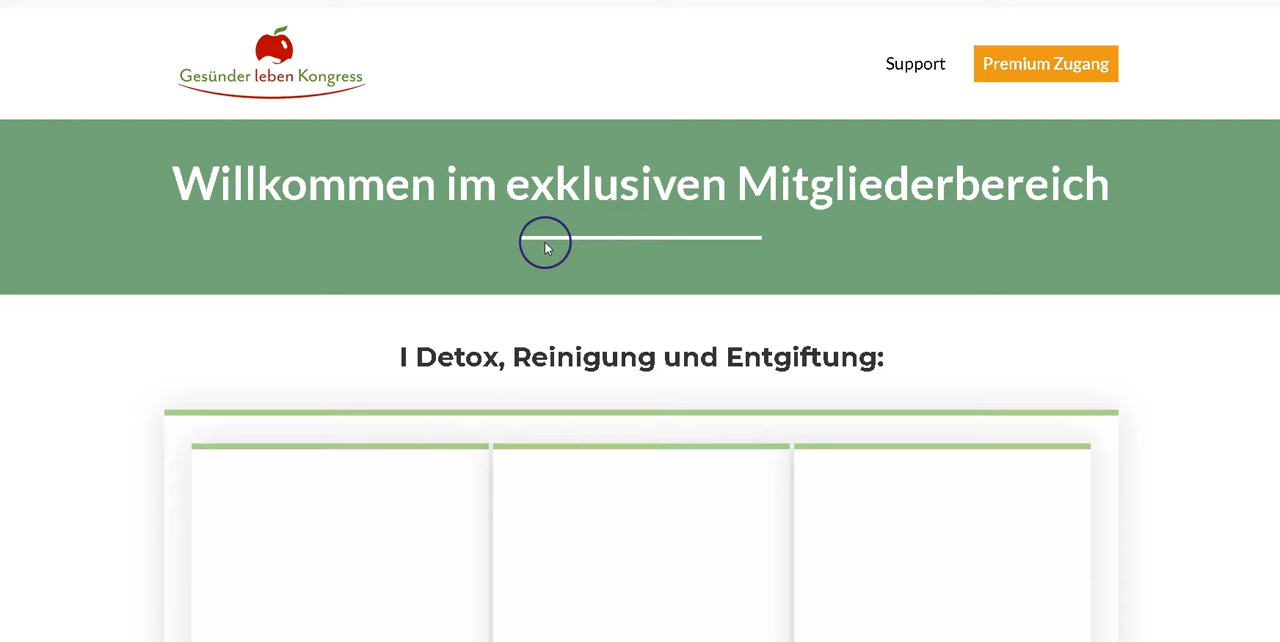 Gesünder leben Kongress
Support
Premium Zugang
Willkommen im exklusiven Mitgliederbereich
I Detox, Reinigung und Entgiftung: